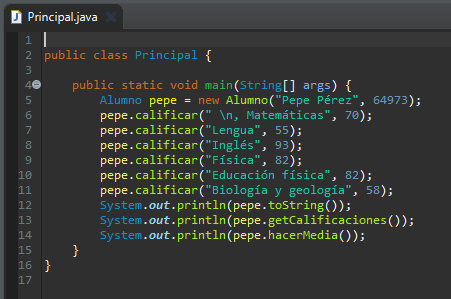 Principal.java
1
2 public class Principal {
3
4 public static void main(String[] args) {
5 Alumno pepe = new Alumno("Pepe Pérez", 64973);
6 pepe.calificar(" \n, Matemáticas", 70);
7 pepe.calificar("Lengua", 55);
8 pepe.calificar("Inglés", 93);
9 pepe.calificar("Física", 82);
10 pepe.calificar("Educación física", 82);
11 pepe.calificar("Biología y geología", 58);
12 System.out.println(pepe.toString());
13 System.out.println(pepe.getCalificaciones());
14 System.out.println(pepe.hacerMedia());
15 }
16 }
17